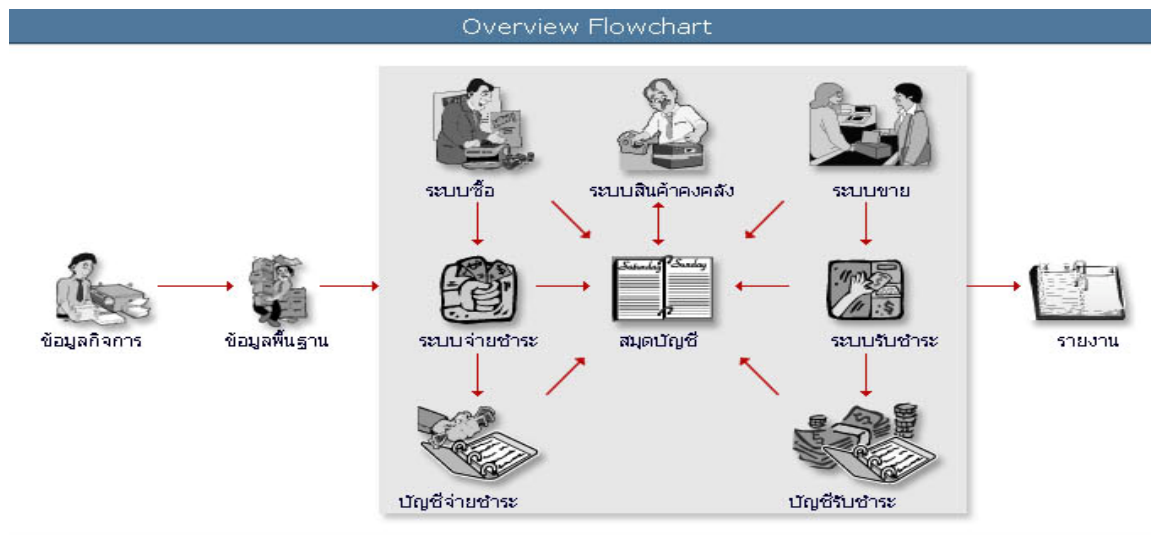 Overview Flowchart
ระบบซื้อ
ระบบสินค้าคงคลัง
ระบบขาย
Saturday
Sunday
ข้อมูลกิจการ
ข้อมูลพื้นฐาน
ระบบจ่ายชำระ
สมุดบัญชี
ระบบรับชำระ
รายงาน
บัญชีจ่ายชำระ
บัญชีรับชำระ